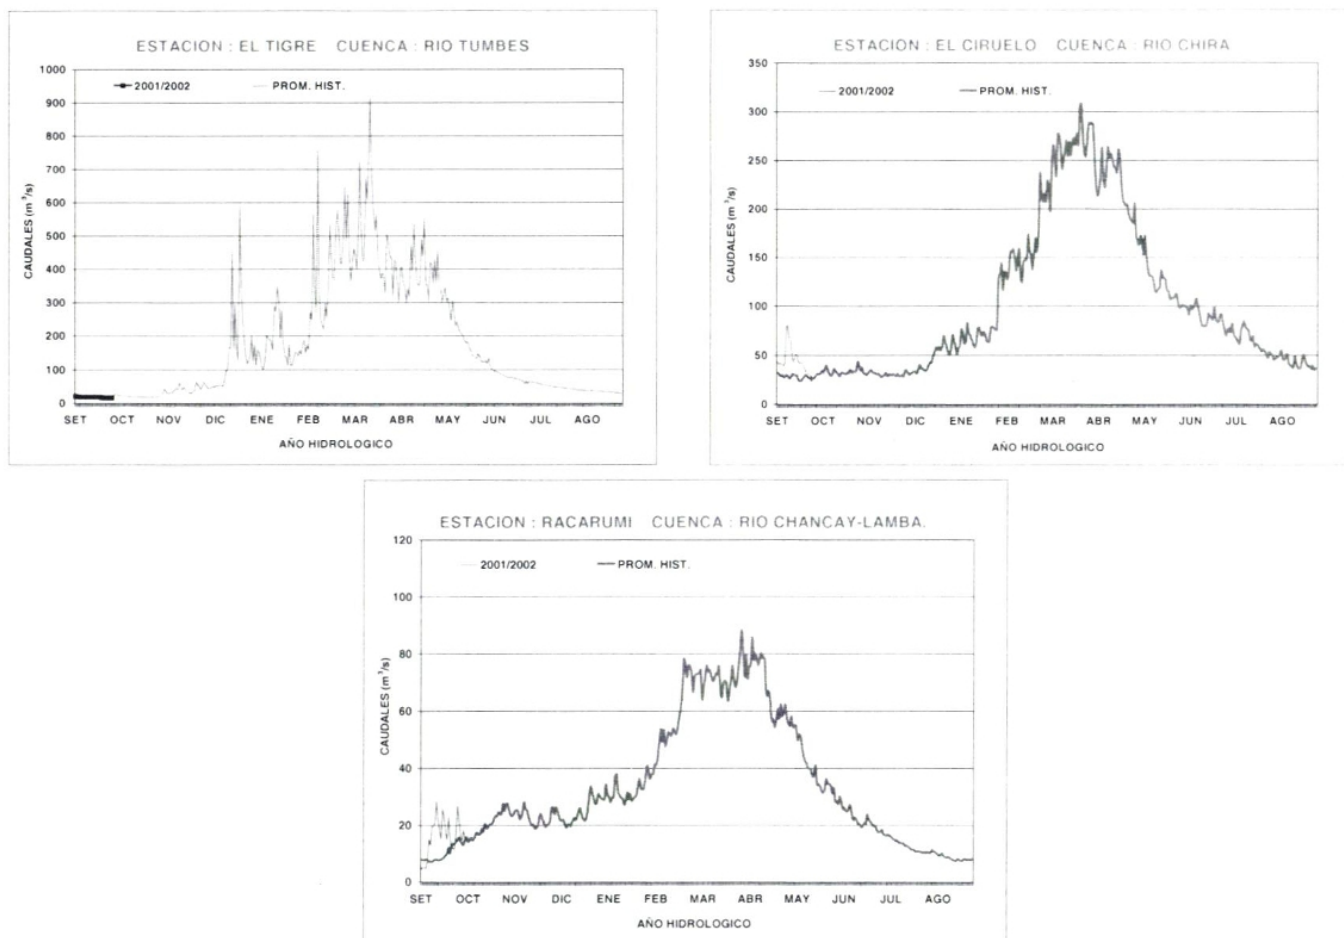 ESTACION : EL TIGRE CUENCA : RIO TUMBES
1000
900
800
700
600
500
400
300
200
100
0
2001/2002 PROM. HIST.
CAUDALES (m³/s)
SET OCT NOV DIC ENE FEB MAR ABR MAY JUN JUL AGO
AÑO HIDROLOGICO
ESTACION : EL CIRUELO CUENCA : RIO CHIRA
350
300
250
200
150
100
50
0
2001/2002 PROM. HIST.
CAUDALES (m³/s)
SET OCT NOV DIC ENE FEB MAR ABR MAY JUN JUL AGO
AÑO HIDROLOGICO
ESTACION : RACARUMI CUENCA : RIO CHANCAY-LAMBA.
120
100
80
60
40
20
0
2001/2002 PROM. HIST.
CAUDALES (m³/s)
SET OCT NOV DIC ENE FEB MAR ABR MAY JUN JUL AGO
AÑO HIDROLOGICO